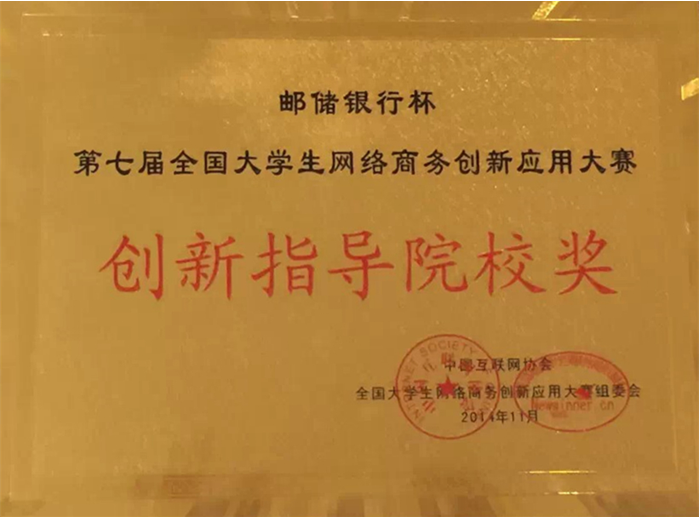 邮储银行杯
第七届全国大学生网络商务创新应用大赛
创新指导院校奖
中国互联网协会
全国大学生网络商务创新应用大赛组委会
2014年11月